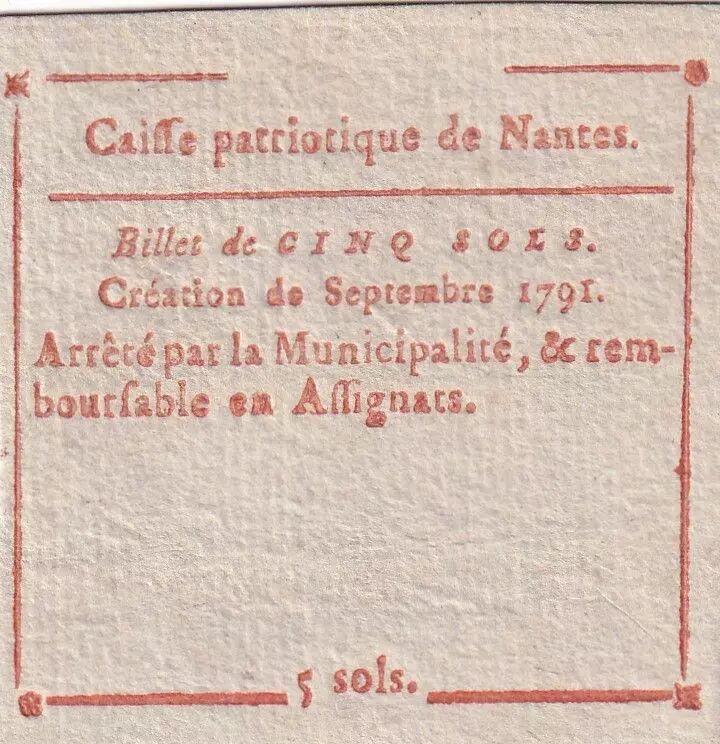 Caiſſe patriotique de Nantes.
Billet de CINQ SOLS.
Création de Septembre 1791.
Arrêté par la Municipalité, & rem-
bourſable en Aſſignats.
5 sols.